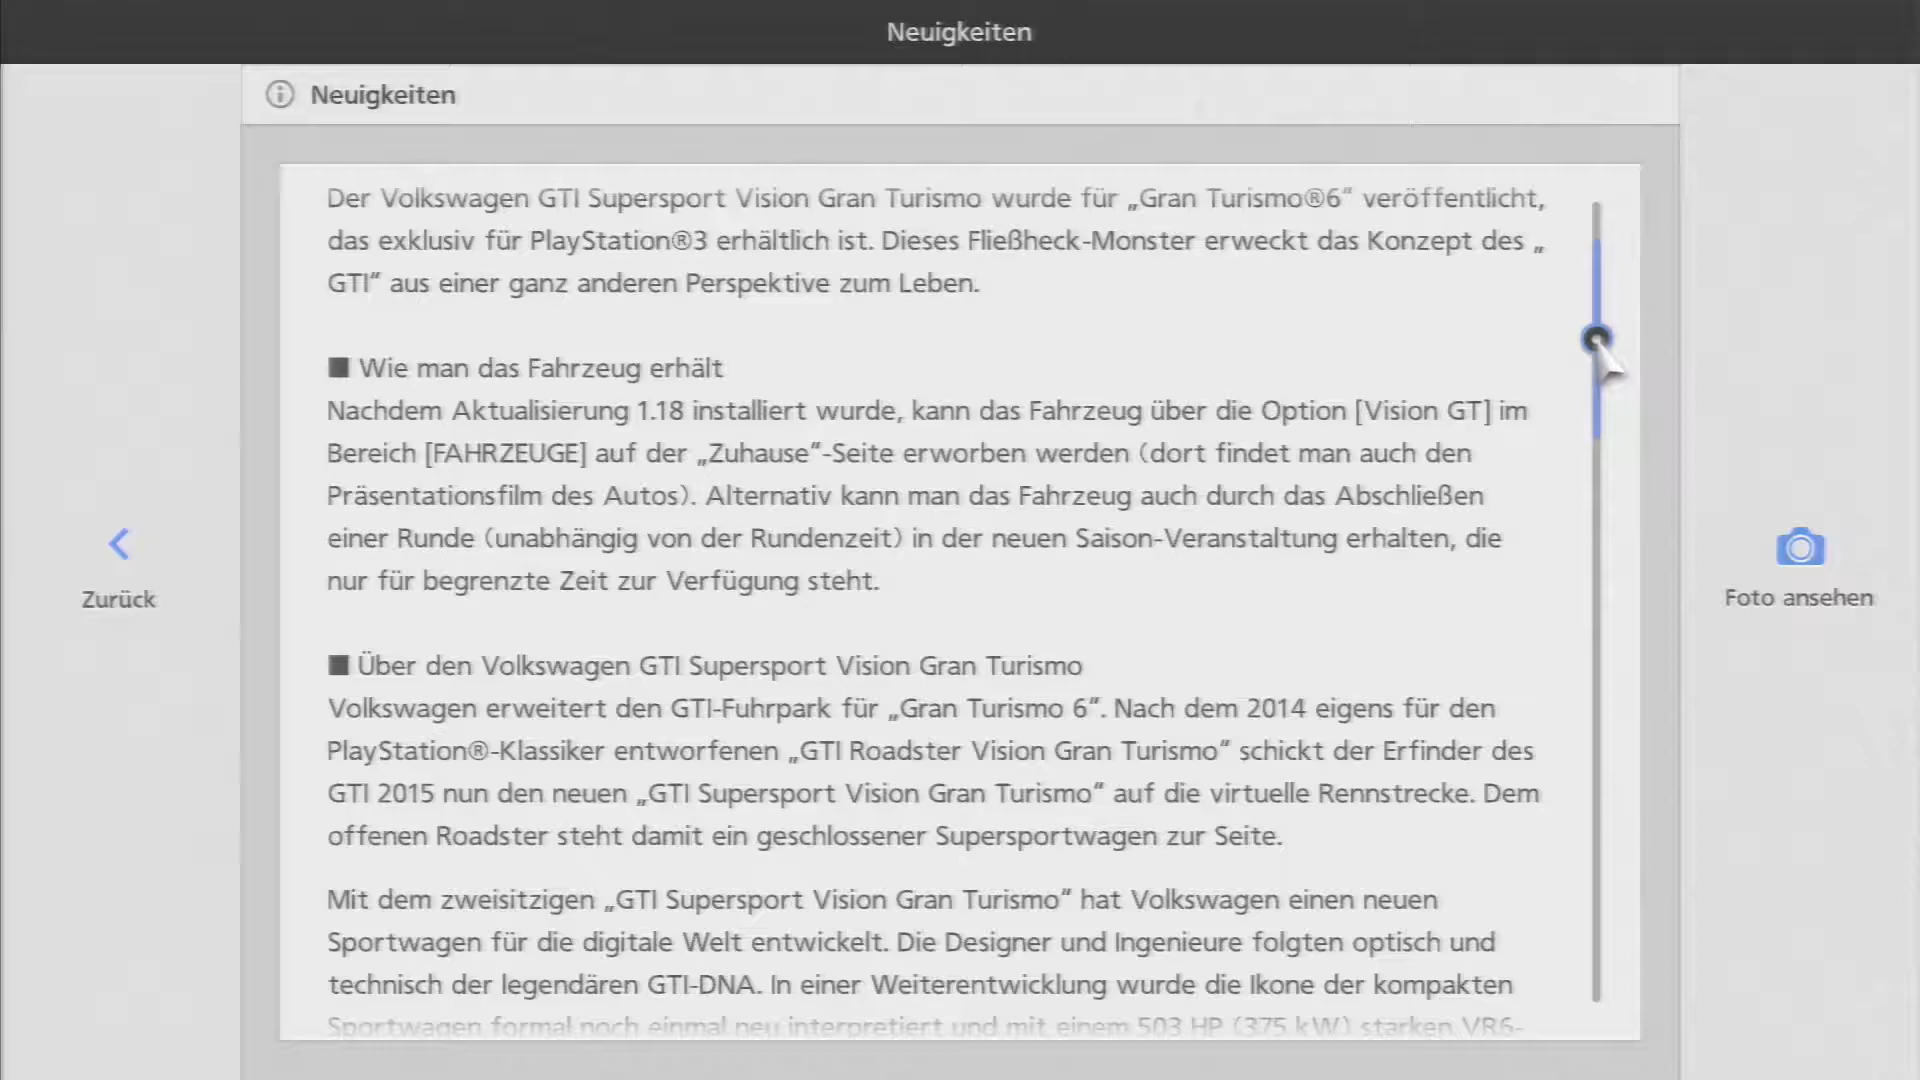 Neuigkeiten
Neuigkeiten
Der Volkswagen GTI Supersport Vision Gran Turismo wurde für „Gran Turismo®6“ veröffentlicht,
das exklusiv für PlayStation®3 erhältlich ist. Dieses Fließheck-Monster erweckt das Konzept des „
GTI“ aus einer ganz anderen Perspektive zum Leben.
■ Wie man das Fahrzeug erhält
Nachdem Aktualisierung 1.18 installiert wurde, kann das Fahrzeug über die Option [Vision GT] im
Bereich [FAHRZEUGE] auf der „Zuhause“-Seite erworben werden (dort findet man auch den
Präsentationsfilm des Autos). Alternativ kann man das Fahrzeug auch durch das Abschließen
einer Runde (unabhängig von der Rundenzeit) in der neuen Saison-Veranstaltung erhalten, die
nur für begrenzte Zeit zur Verfügung steht.
■ Über den Volkswagen GTI Supersport Vision Gran Turismo
Volkswagen erweitert den GTI-Fuhrpark für „Gran Turismo 6“. Nach dem 2014 eigens für den
PlayStation®-Klassiker entworfenen „GTI Roadster Vision Gran Turismo“ schickt der Erfinder des
GTI 2015 nun den neuen „GTI Supersport Vision Gran Turismo“ auf die virtuelle Rennstrecke. Dem
offenen Roadster steht damit ein geschlossener Supersportwagen zur Seite.
Mit dem zweisitzigen „GTI Supersport Vision Gran Turismo“ hat Volkswagen einen neuen
Sportwagen für die digitale Welt entwickelt. Die Designer und Ingenieure folgten optisch und
technisch der legendären GTI-DNA. In einer Weiterentwicklung wurde die Ikone der kompakten
Sportwagen formal noch einmal neu interpretiert und mit einem 503 HP (375 kW) starken VR6-
Zurück
Foto ansehen